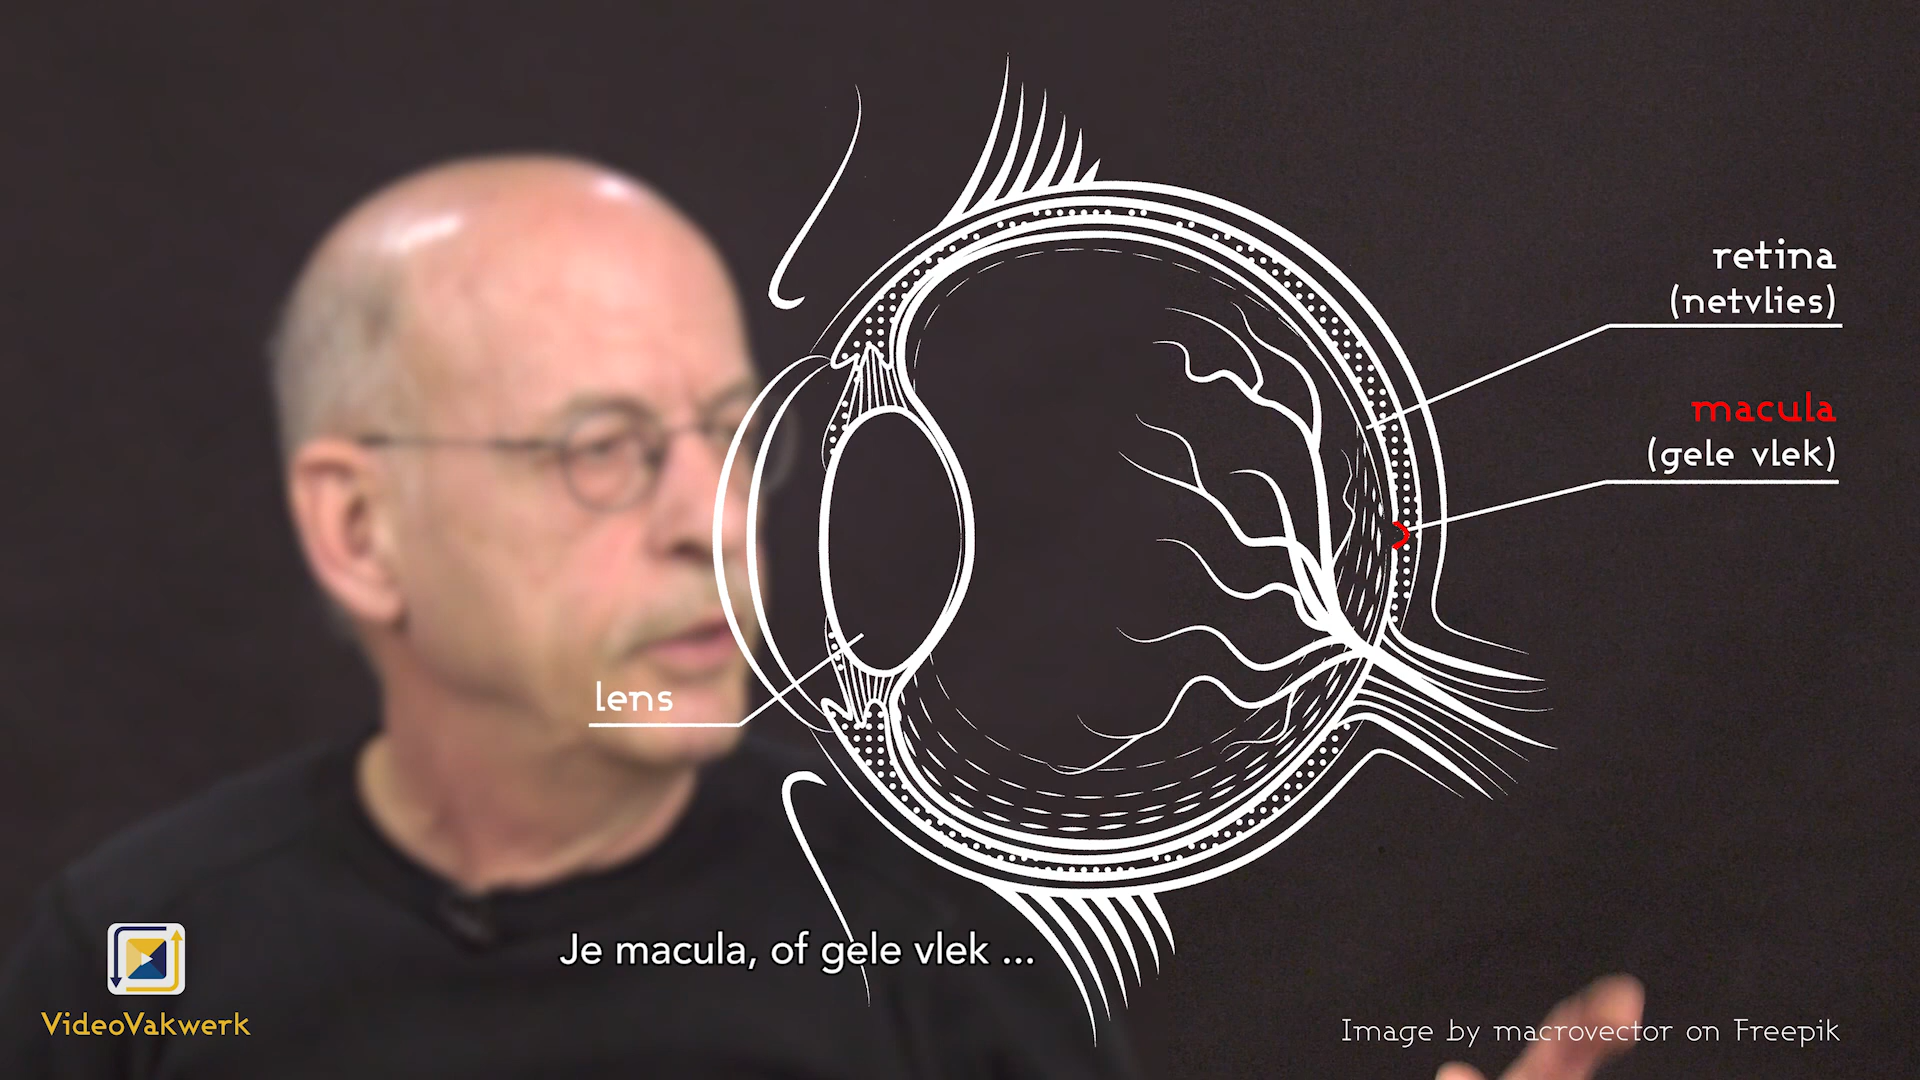 retina
(netvlies)
macula
(gele vlek)
lens
Je macula, of gele vlek ...
VideoVakwerk
Image by macrovector on Freepik